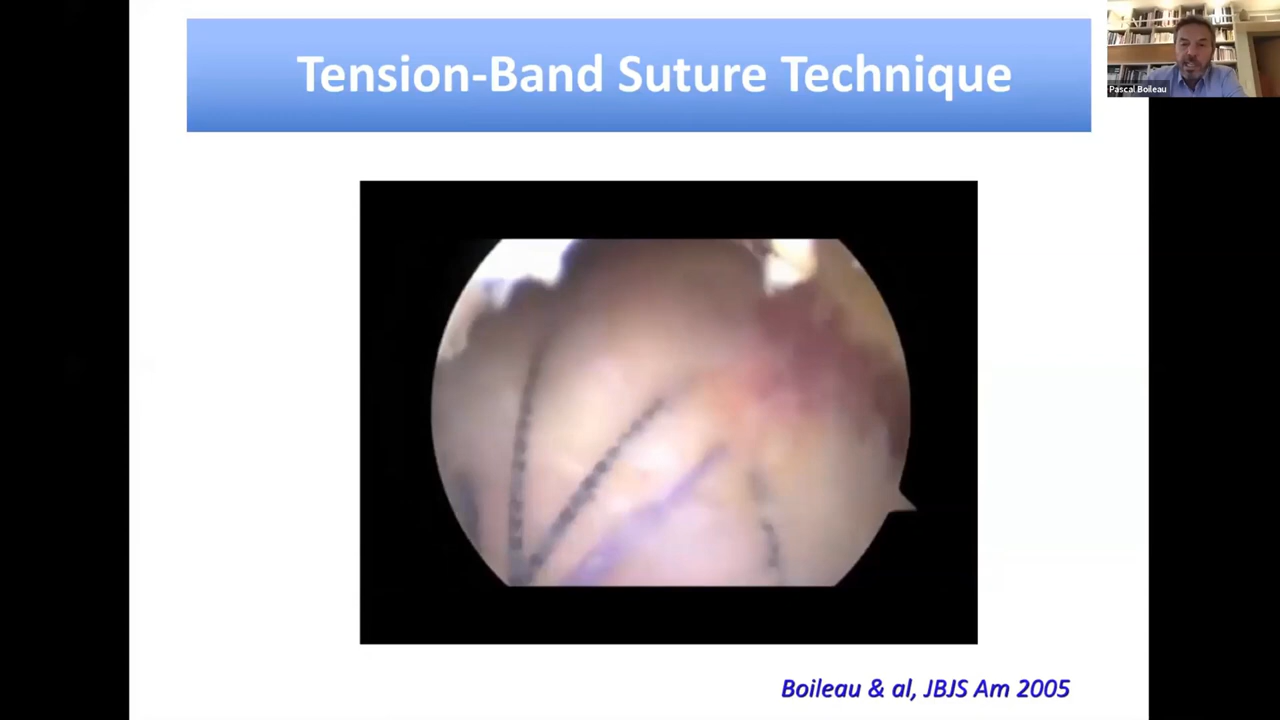 Tension-Band Suture Technique
Pascal Boileau
Boileau & al, JBJS Am 2005